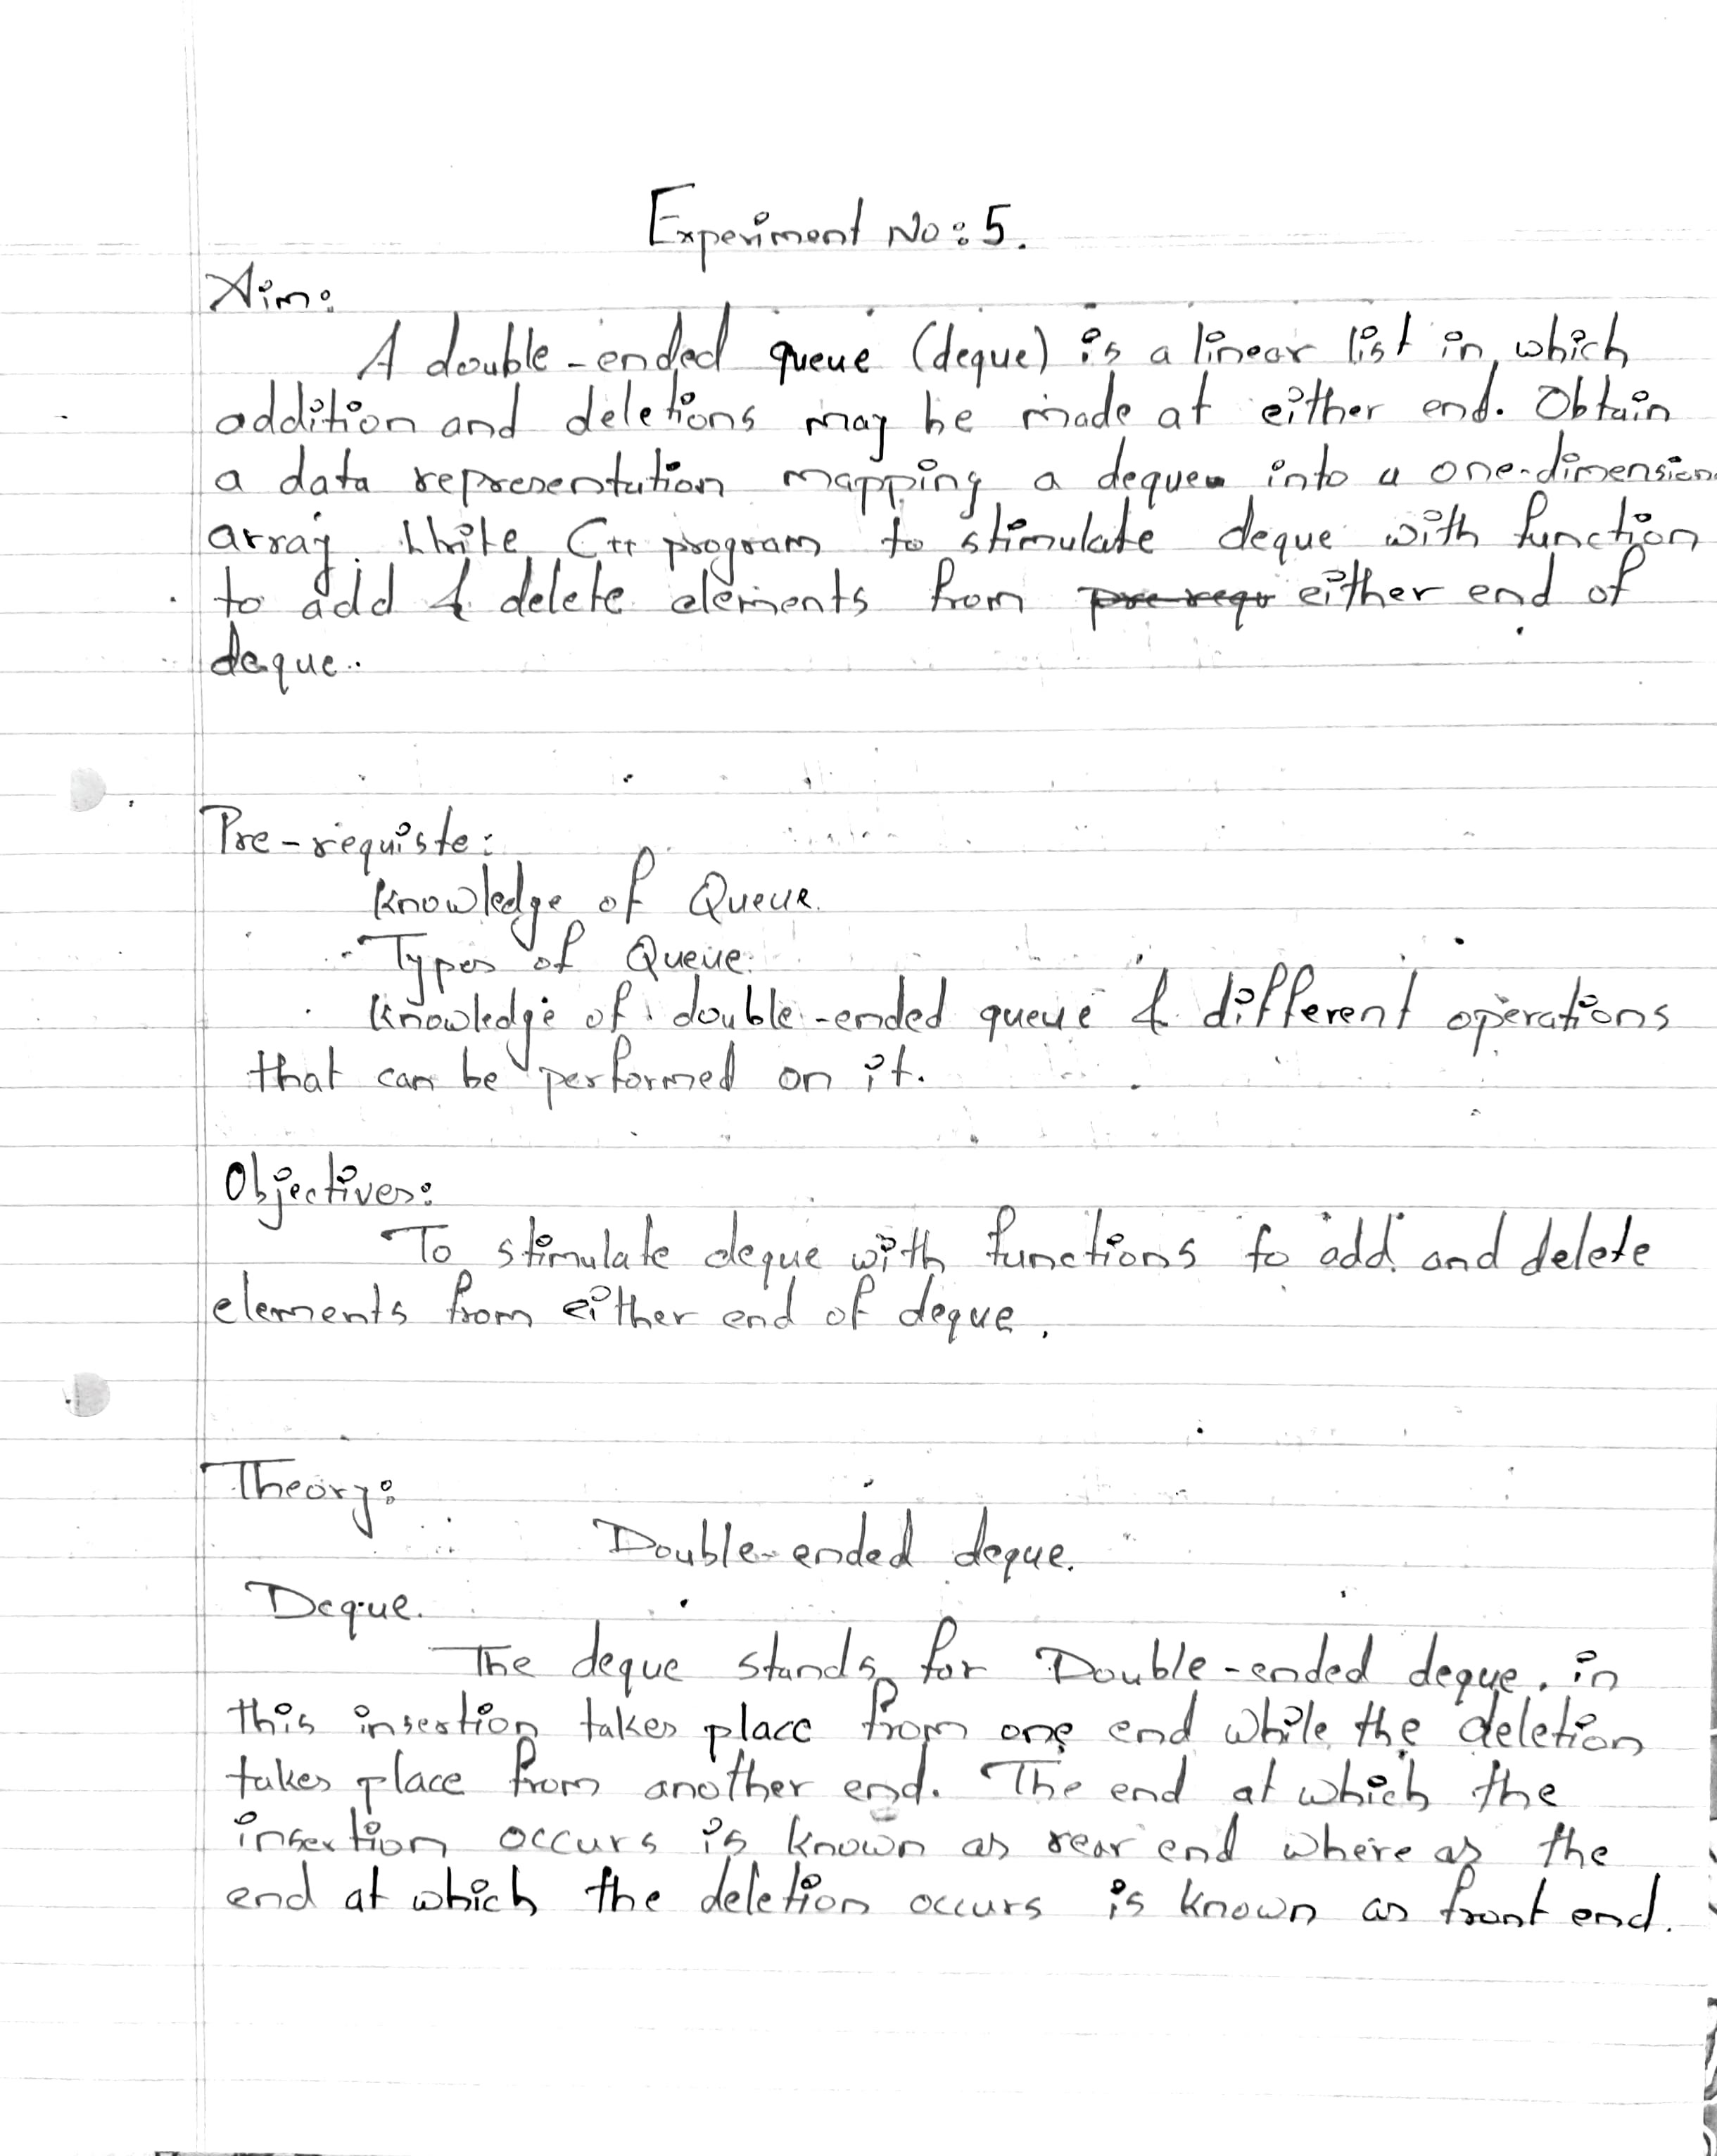 Experiment No: 5.
Aim:
A double-ended queue (deque) is a linear list in which
addition and deletions may be made at either end. Obtain
a data representation mapping a deque into a one-dimension
array. Write C++ program to stimulate deque with function
to add & delete elements from pre-requ either end of
deque.
Pre-requiste:
Knowledge of Queue.
Types of Queue.
Knowledge of double-ended queue & different operations
that can be performed on it.
Objectives:
To stimulate deque with functions to add and delete
elements from either end of deque.
Theory:
Double-ended deque.
Deque.
The deque stands for Double-ended deque. in
this insertion takes place from one end while the deletion
takes place from another end. The end at which the
insertion occurs is known as rear end where as the
end at which the deletion occurs is known as front end.